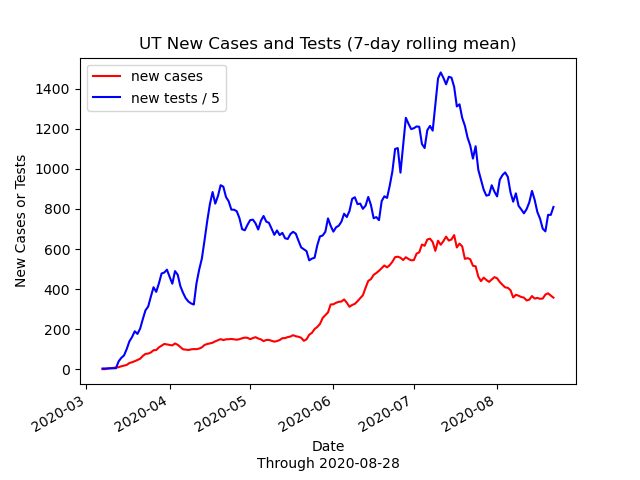 UT New Cases and Tests (7-day rolling mean)
new cases
new tests / 5
New Cases or Tests
1400
1200
1000
800
600
400
200
0
2020-03
2020-04
2020-05
2020-06
2020-07
2020-08
Date
Through 2020-08-28